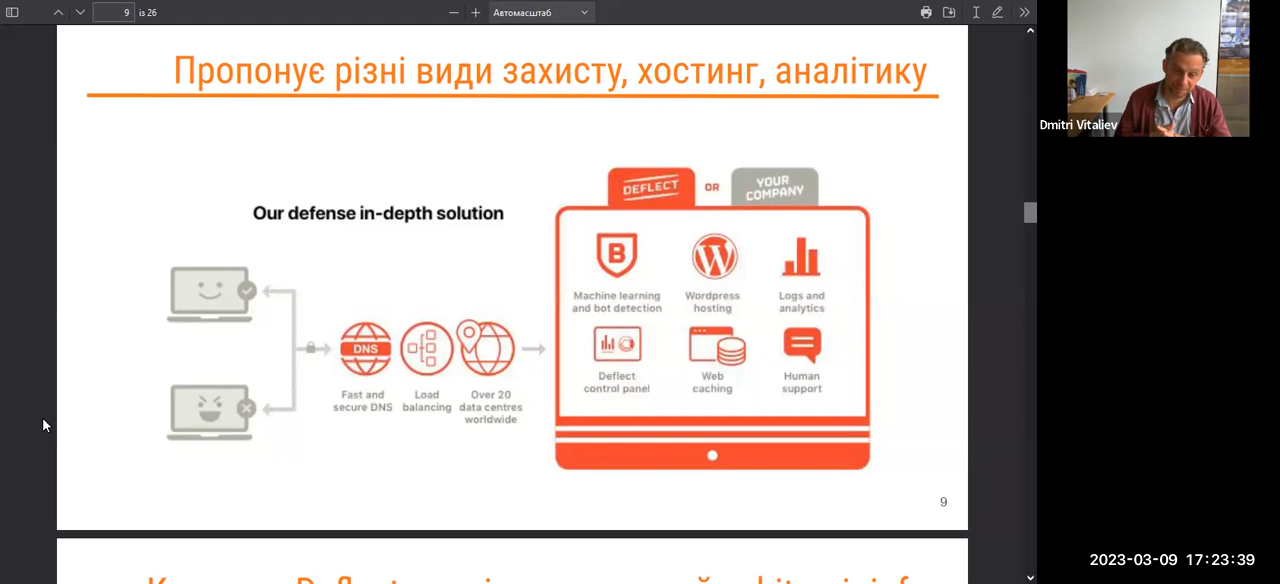 9
із 26
Автомасштаб
Пропонує різні види захисту, хостинг, аналітику
Our defense in-depth solution
DEFLECT
OR
YOUR
COMPANY
B
Machine learning
and bot detection
Wordpress
hosting
Logs and
analytics
DNS
Fast and
secure DNS
Load
balancing
Over 20
data centres
worldwide
Deflect
control panel
Web
caching
Human
support
9
Dmitri Vitaliev
2023-03-09 17:23:39